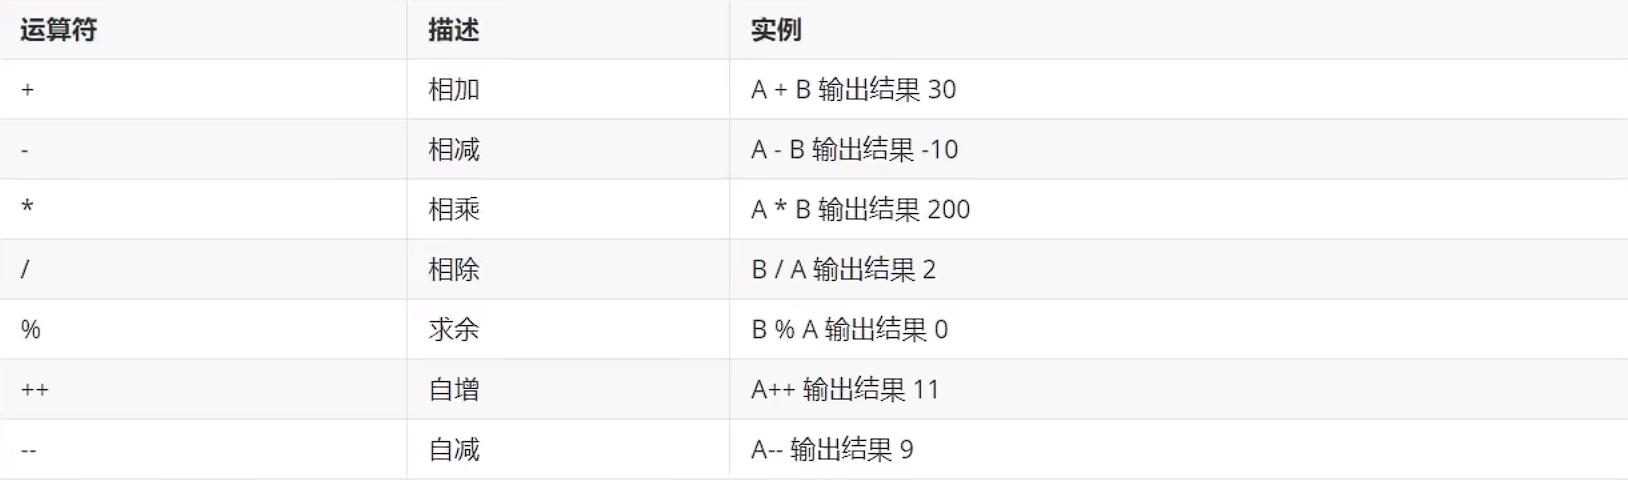 运算符 描述 实例
+ 相加 A + B 输出结果 30
- 相减 A - B 输出结果 -10
* 相乘 A * B 输出结果 200
/ 相除 B / A 输出结果 2
% 求余 B % A 输出结果 0
++ 自增 A++ 输出结果 11
-- 自减 A-- 输出结果 9